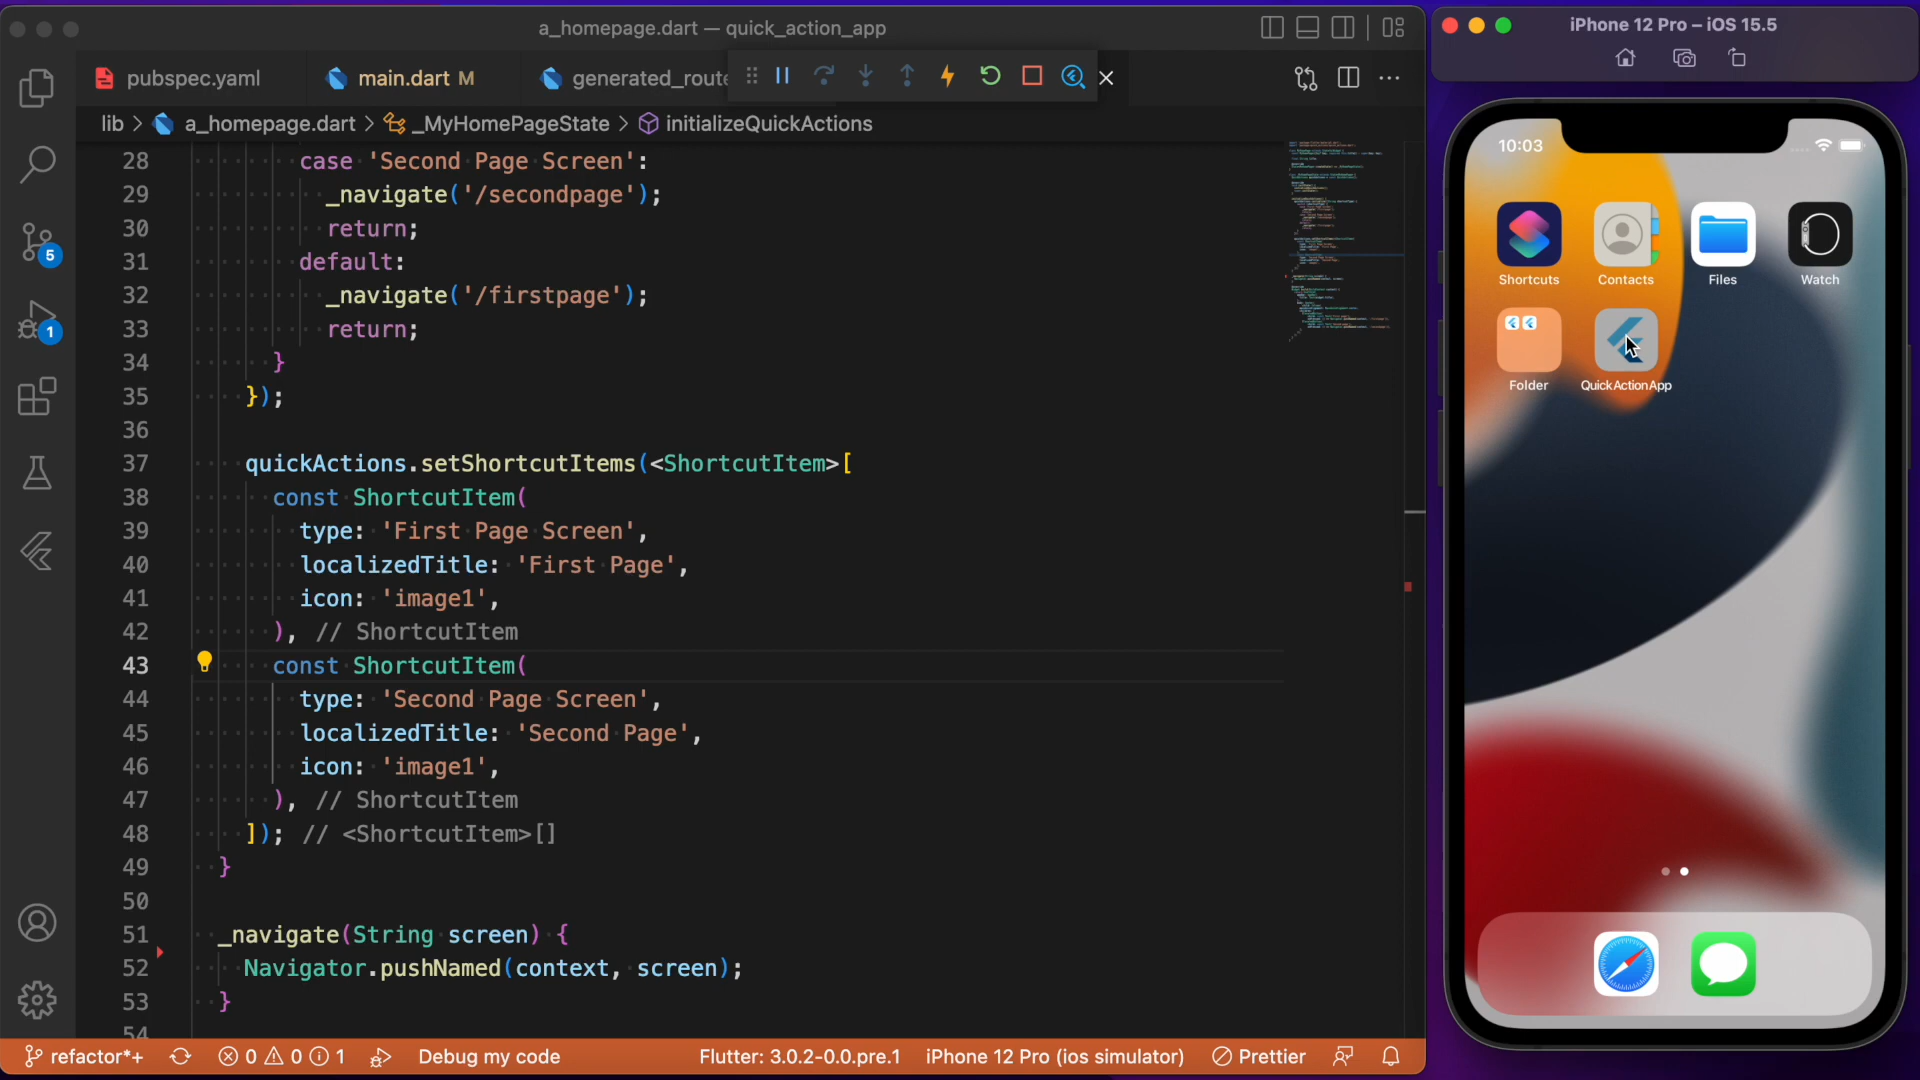 a_homepage.dart — quick_action_app
pubspec.yaml
main.dart M
generated_route
lib > a_homepage.dart > _MyHomePageState > initializeQuickActions
28 case 'Second Page Screen':
29 _navigate('/secondpage');
30 return;
31 default:
32 _navigate('/firstpage');
33 return;
34 }
35 });
36
37 quickActions.setShortcutItems(<ShortcutItem>[
38 const ShortcutItem(
39 type: 'First Page Screen',
40 localizedTitle: 'First Page',
41 icon: 'image1',
42 ), // ShortcutItem
43 const ShortcutItem(
44 type: 'Second Page Screen',
45 localizedTitle: 'Second Page',
46 icon: 'image1',
47 ), // ShortcutItem
48 ]); // <ShortcutItem>[]
49 }
50
51 _navigate(String screen) {
52 Navigator.pushNamed(context, screen);
53 }
54
5
1
refactor*+ 0 0 1 Debug my code Flutter: 3.0.2-0.0.pre.1 iPhone 12 Pro (ios simulator) Prettier
iPhone 12 Pro – iOS 15.5
10:03
Shortcuts
Contacts
Files
Watch
Folder
QuickActionApp